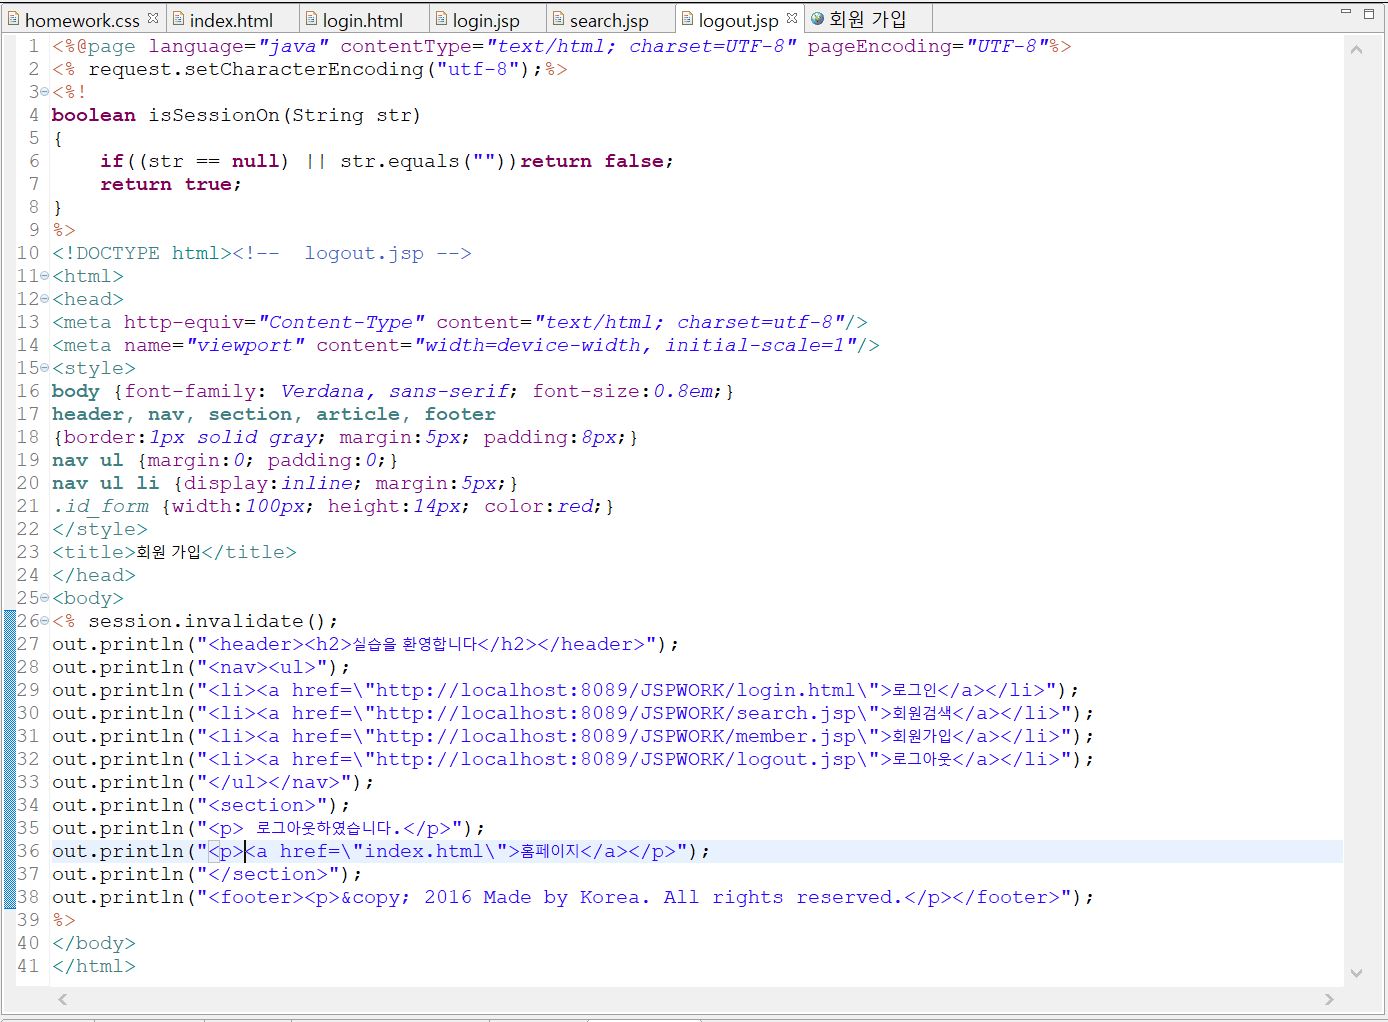 homework.css index.html login.html login.jsp search.jsp logout.jsp 회원 가입
1 <%@page language="java" contentType="text/html; charset=UTF-8" pageEncoding="UTF-8"%>
2 <% request.setCharacterEncoding("utf-8");%>
3 <%!
4 boolean isSessionOn(String str)
5 {
6 if((str == null) || str.equals(""))return false;
7 return true;
8 }
9 %>
10 <!DOCTYPE html><!--  logout.jsp -->
11 <html>
12 <head>
13 <meta http-equiv="Content-Type" content="text/html; charset=utf-8"/>
14 <meta name="viewport" content="width=device-width, initial-scale=1"/>
15 <style>
16 body {font-family: Verdana, sans-serif; font-size:0.8em;}
17 header, nav, section, article, footer
18 {border:1px solid gray; margin:5px; padding:8px;}
19 nav ul {margin:0; padding:0;}
20 nav ul li {display:inline; margin:5px;}
21 .id_form {width:100px; height:14px; color:red;}
22 </style>
23 <title>회원 가입</title>
24 </head>
25 <body>
26 <% session.invalidate();
27 out.println("<header><h2>실습을 환영합니다</h2></header>");
28 out.println("<nav><ul>");
29 out.println("<li><a href=\"http://localhost:8089/JSPWORK/login.html\">로그인</a></li>");
30 out.println("<li><a href=\"http://localhost:8089/JSPWORK/search.jsp\">회원검색</a></li>");
31 out.println("<li><a href=\"http://localhost:8089/JSPWORK/member.jsp\">회원가입</a></li>");
32 out.println("<li><a href=\"http://localhost:8089/JSPWORK/logout.jsp\">로그아웃</a></li>");
33 out.println("</ul></nav>");
34 out.println("<section>");
35 out.println("<p> 로그아웃하였습니다.</p>");
36 out.println("<p><a href=\"index.html\">홈페이지</a></p>");
37 out.println("</section>");
38 out.println("<footer><p>&copy; 2016 Made by Korea. All rights reserved.</p></footer>");
39 %>
40 </body>
41 </html>